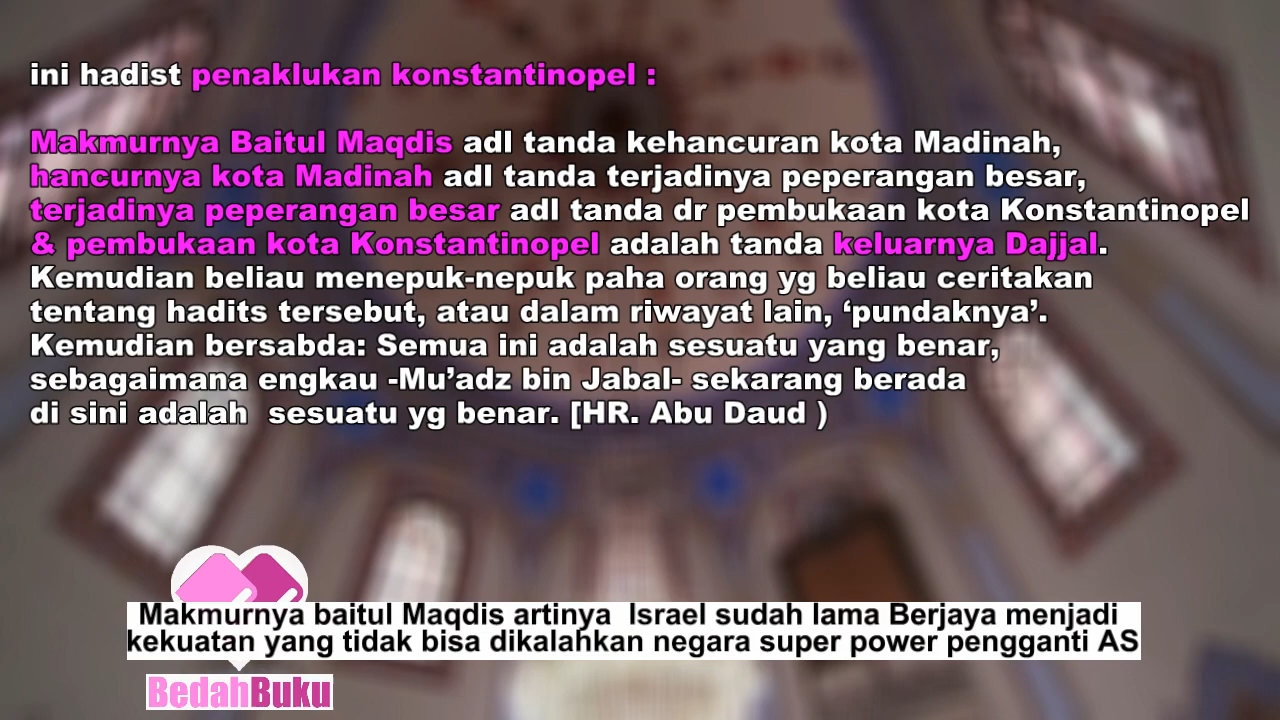 ini hadist penaklukan konstantinopel :
Makmurnya Baitul Maqdis adl tanda kehancuran kota Madinah,
hancurnya kota Madinah adl tanda terjadinya peperangan besar,
terjadinya peperangan besar adl tanda dr pembukaan kota Konstantinopel
& pembukaan kota Konstantinopel adalah tanda keluarnya Dajjal.
Kemudian beliau menepuk-nepuk paha orang yg beliau ceritakan
tentang hadits tersebut, atau dalam riwayat lain, ‘pundaknya’.
Kemudian bersabda: Semua ini adalah sesuatu yang benar,
sebagaimana engkau -Mu’adz bin Jabal- sekarang berada
di sini adalah  sesuatu yg benar. [HR. Abu Daud )
Makmurnya baitul Maqdis artinya  Israel sudah lama Berjaya menjadi
kekuatan yang tidak bisa dikalahkan negara super power pengganti AS
BedahBuku